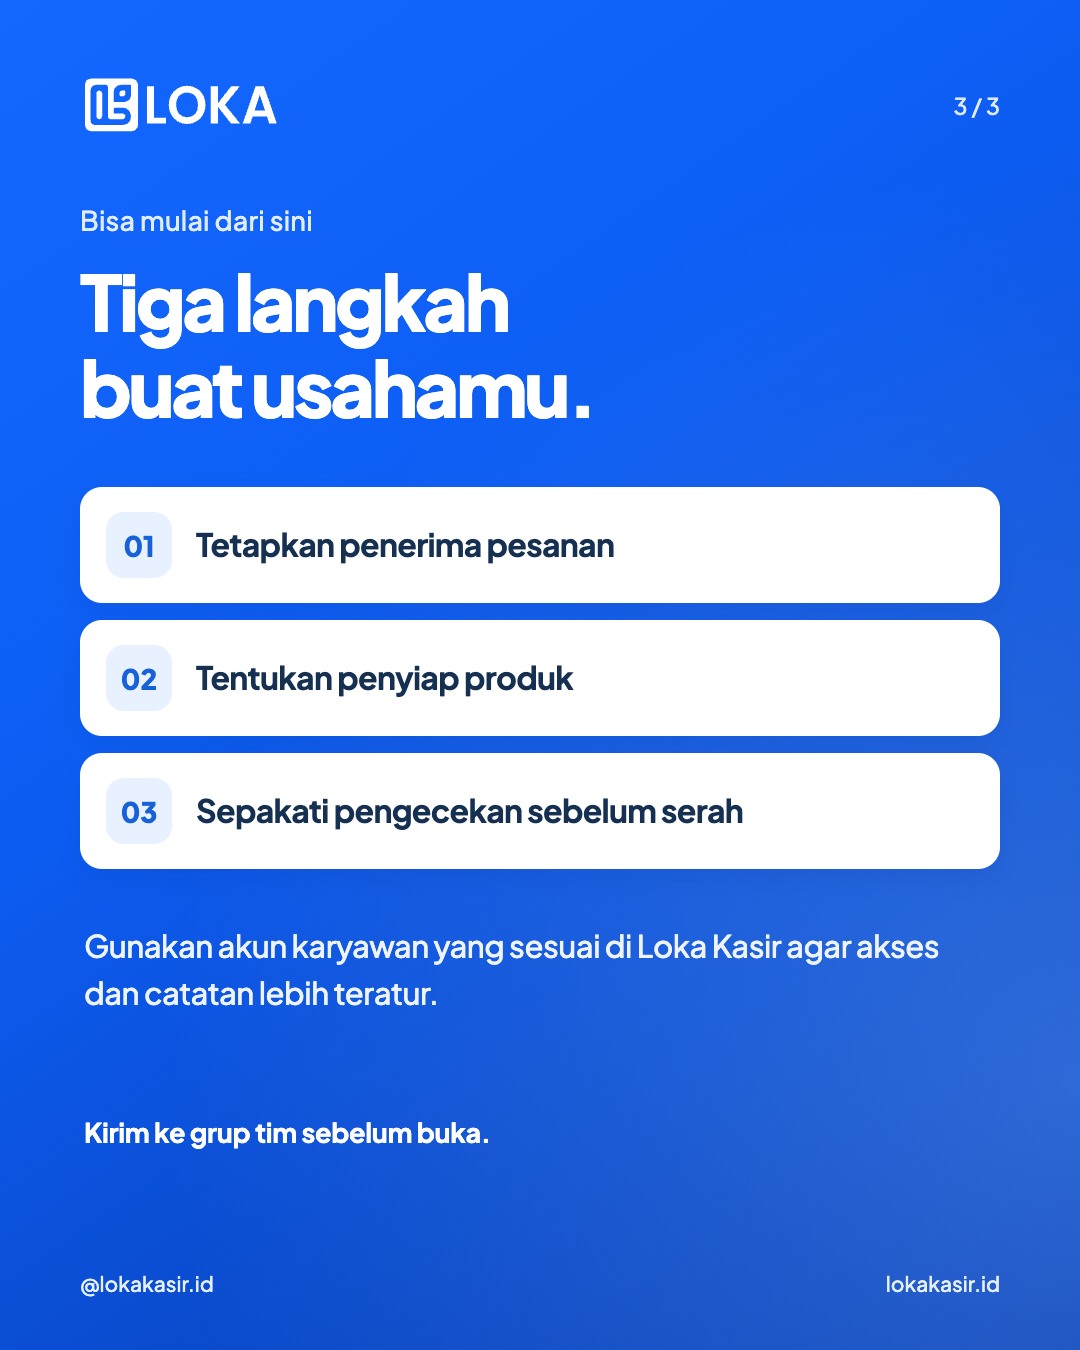 LOKA
3 / 3
Bisa mulai dari sini
Tiga langkah
buat usahamu.
01 Tetapkan penerima pesanan
02 Tentukan penyiap produk
03 Sepakati pengecekan sebelum serah
Gunakan akun karyawan yang sesuai di Loka Kasir agar akses
dan catatan lebih teratur.
Kirim ke grup tim sebelum buka.
@lokakasir.id
lokakasir.id